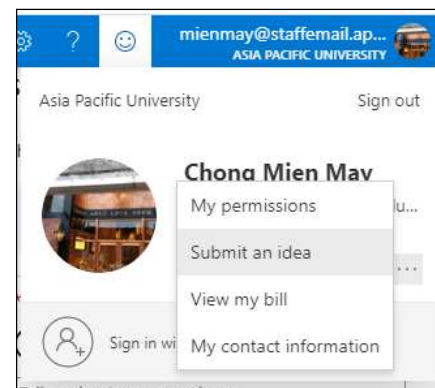 mienmay@staffemail.ap...
ASIA PACIFIC UNIVERSITY
Asia Pacific University Sign out
Chong Mien May
My permissions
Submit an idea
View my bill
Sign in wi
My contact information